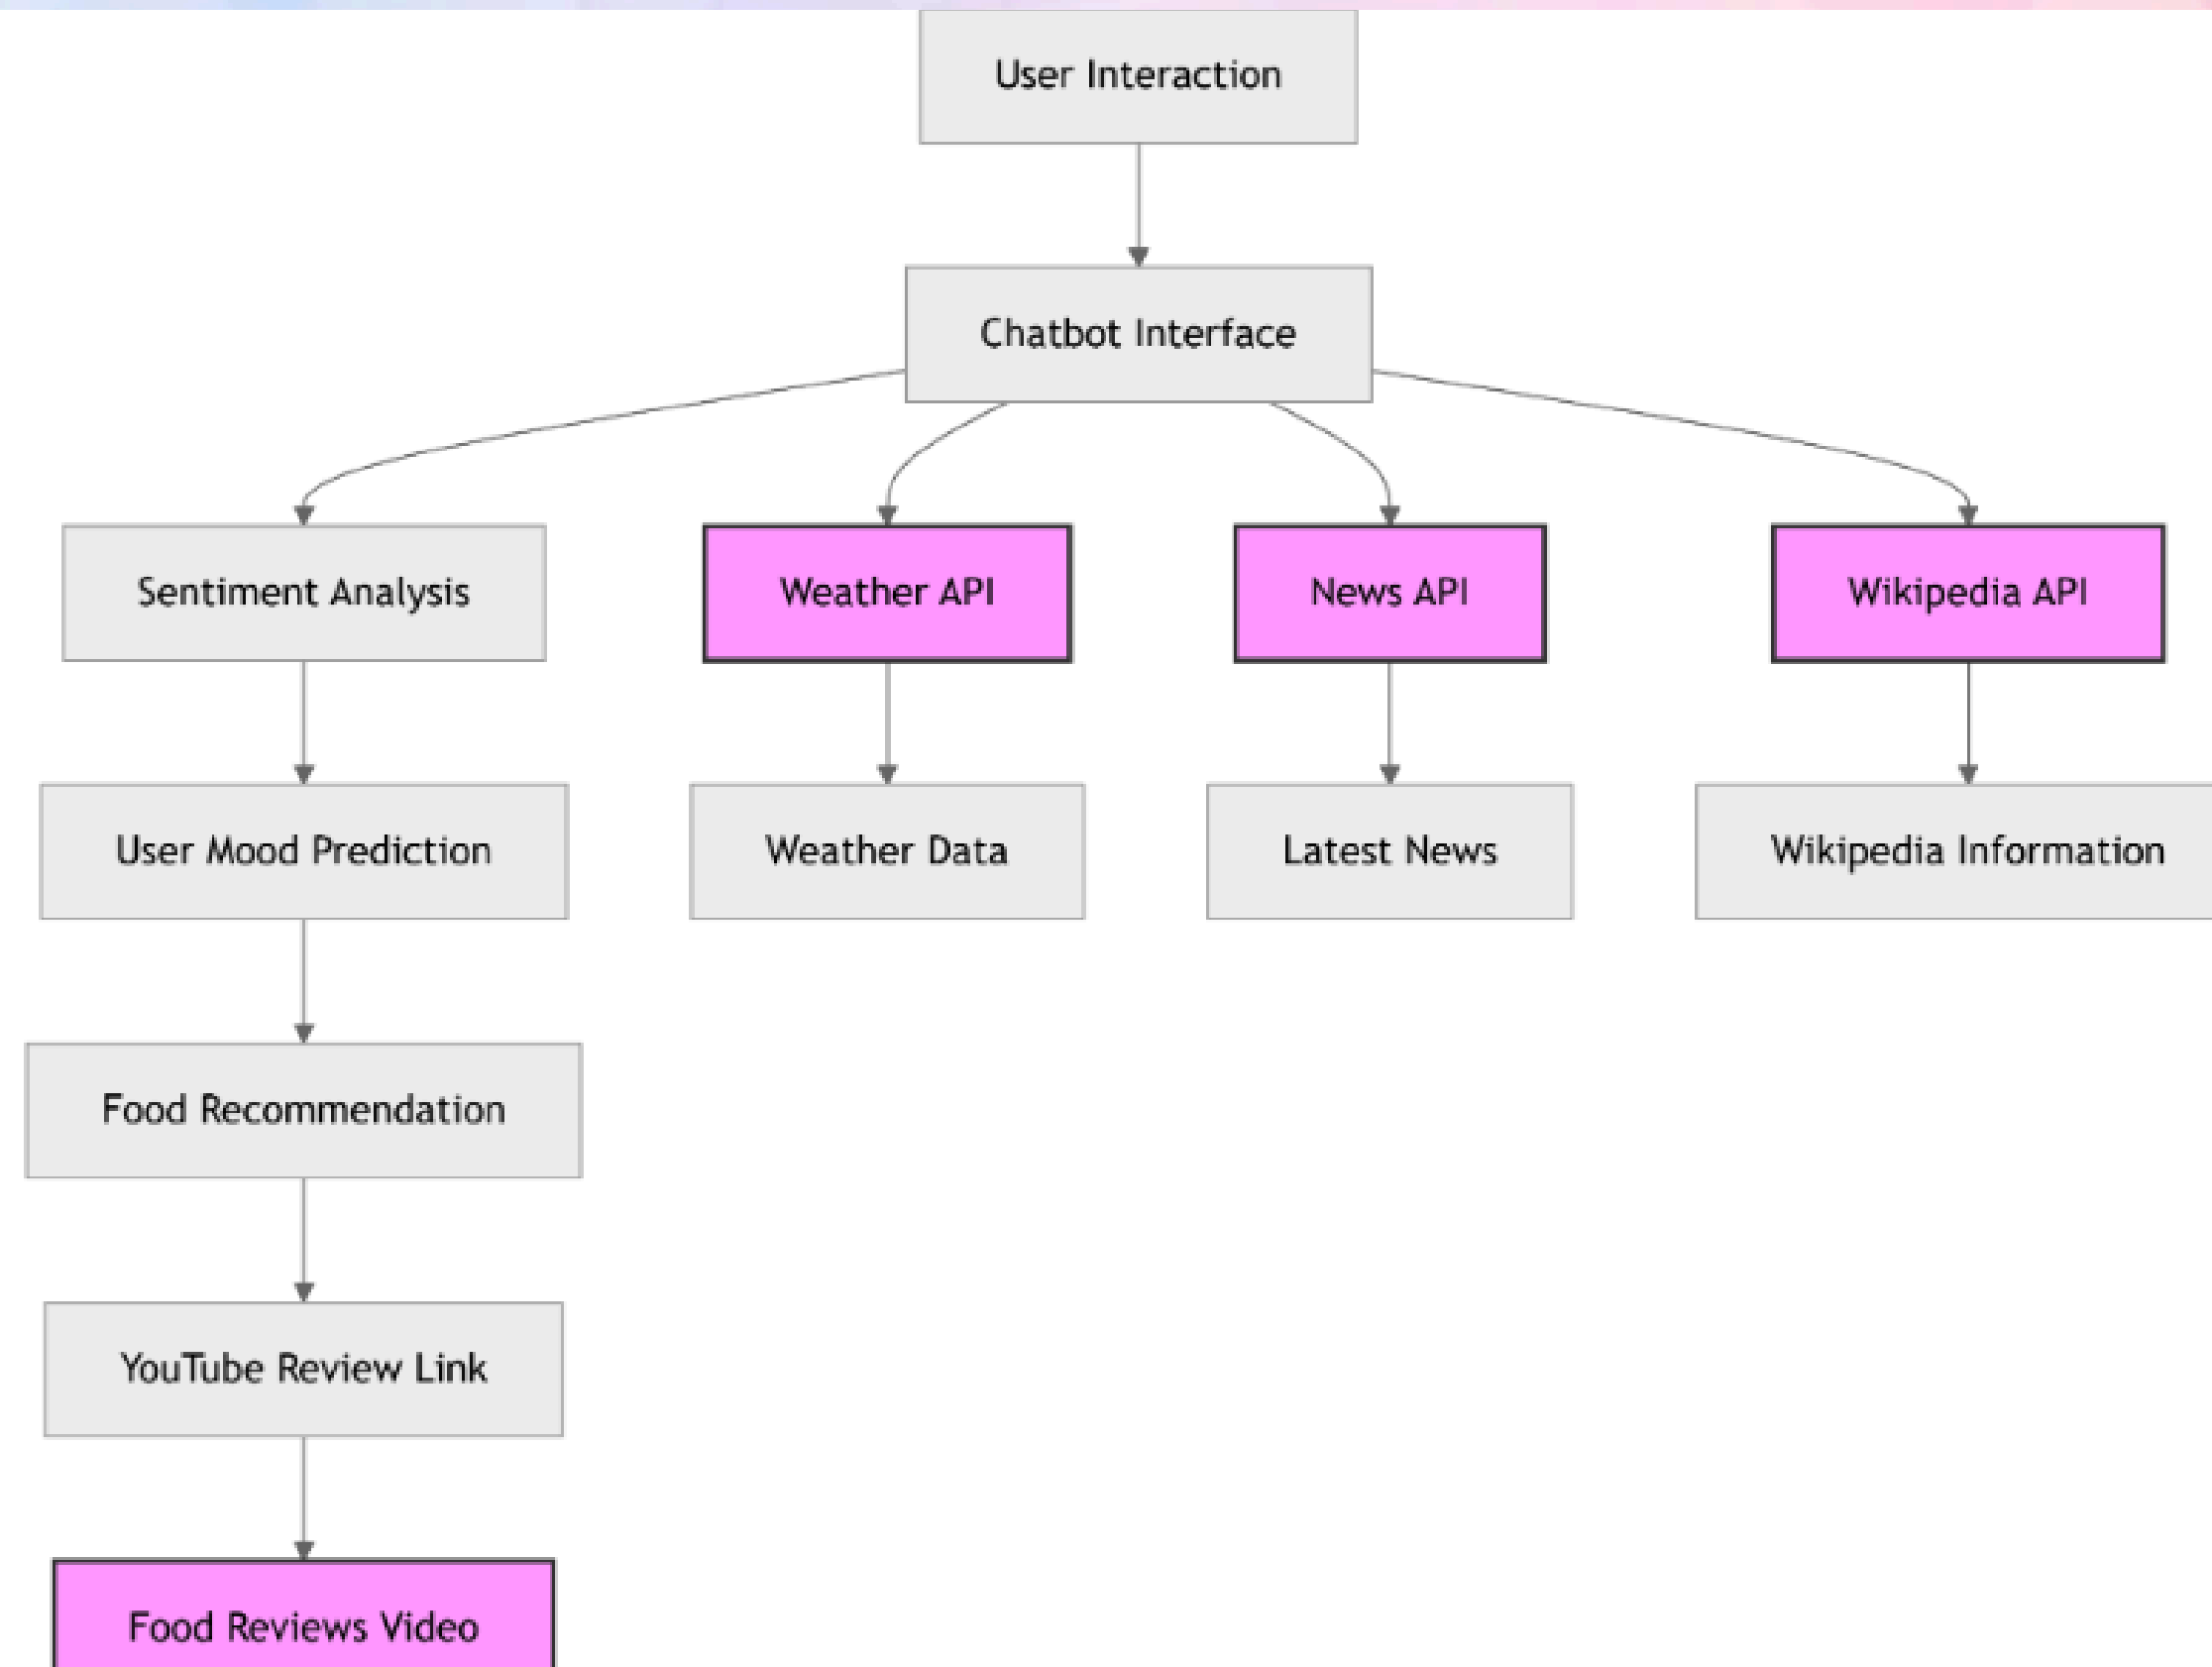 User Interaction
Chatbot Interface
Sentiment Analysis
Weather API
News API
Wikipedia API
User Mood Prediction
Weather Data
Latest News
Wikipedia Information
Food Recommendation
YouTube Review Link
Food Reviews Video